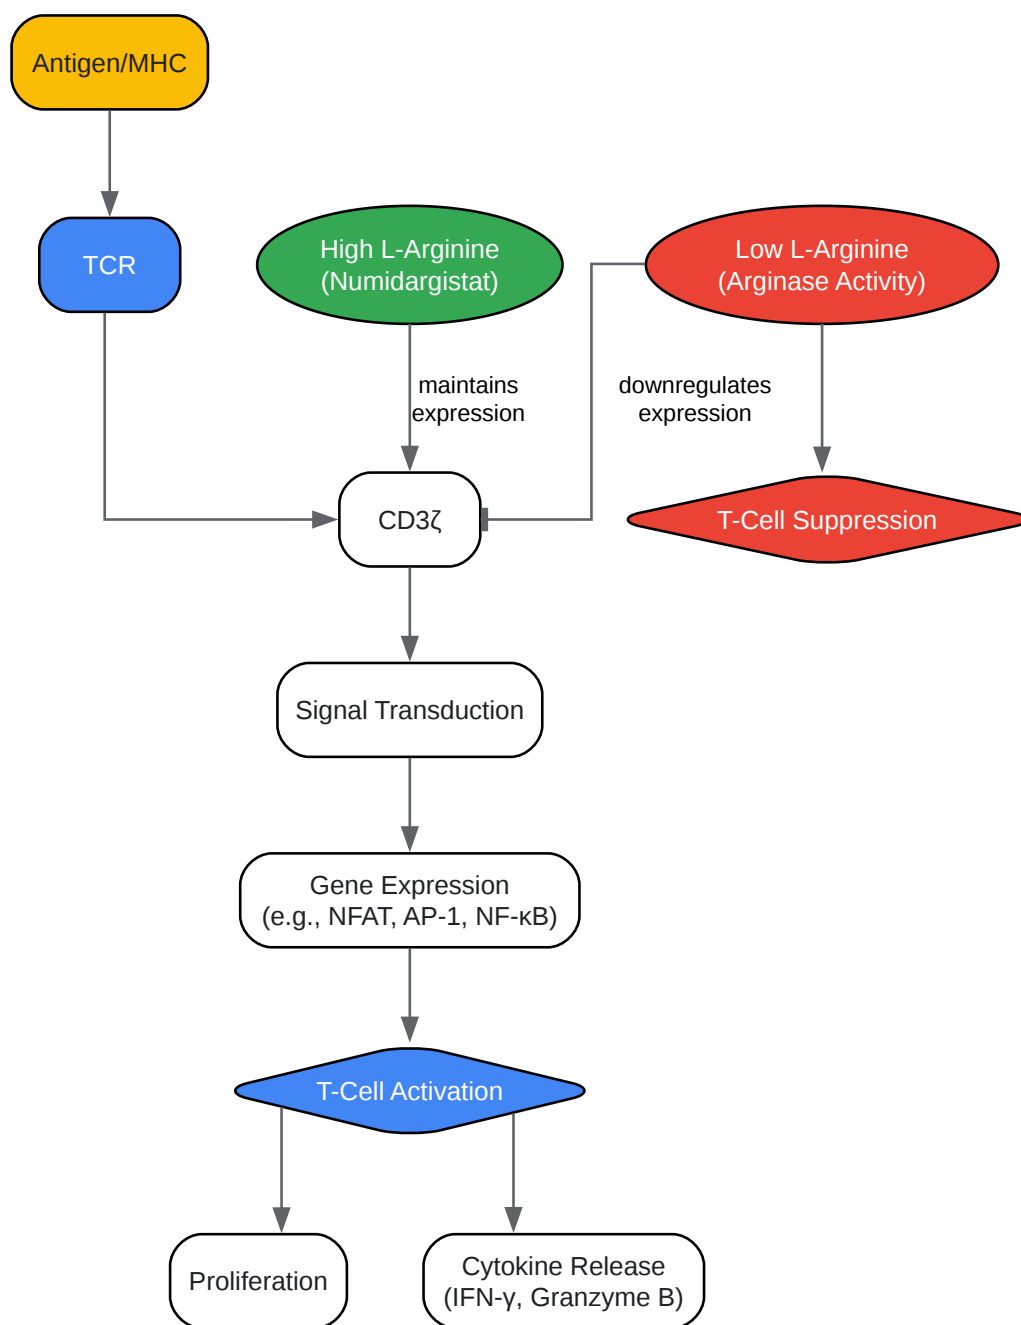 Antigen/MHC
TCR
High L-Arginine
(Numidargistat)
Low L-Arginine
(Arginase Activity)
maintains
expression
downregulates
expression
CD3ζ
T-Cell Suppression
Signal Transduction
Gene Expression
(e.g., NFAT, AP-1, NF-κB)
T-Cell Activation
Proliferation
Cytokine Release
(IFN-γ, Granzyme B)